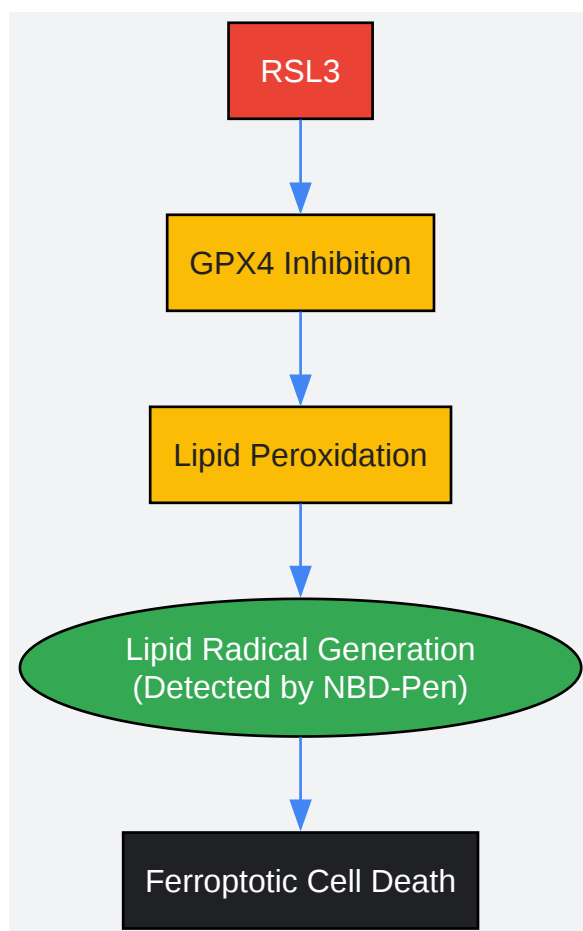 RSL3
GPX4 Inhibition
Lipid Peroxidation
Lipid Radical Generation
(Detected by NBD-Pen)
Ferroptotic Cell Death